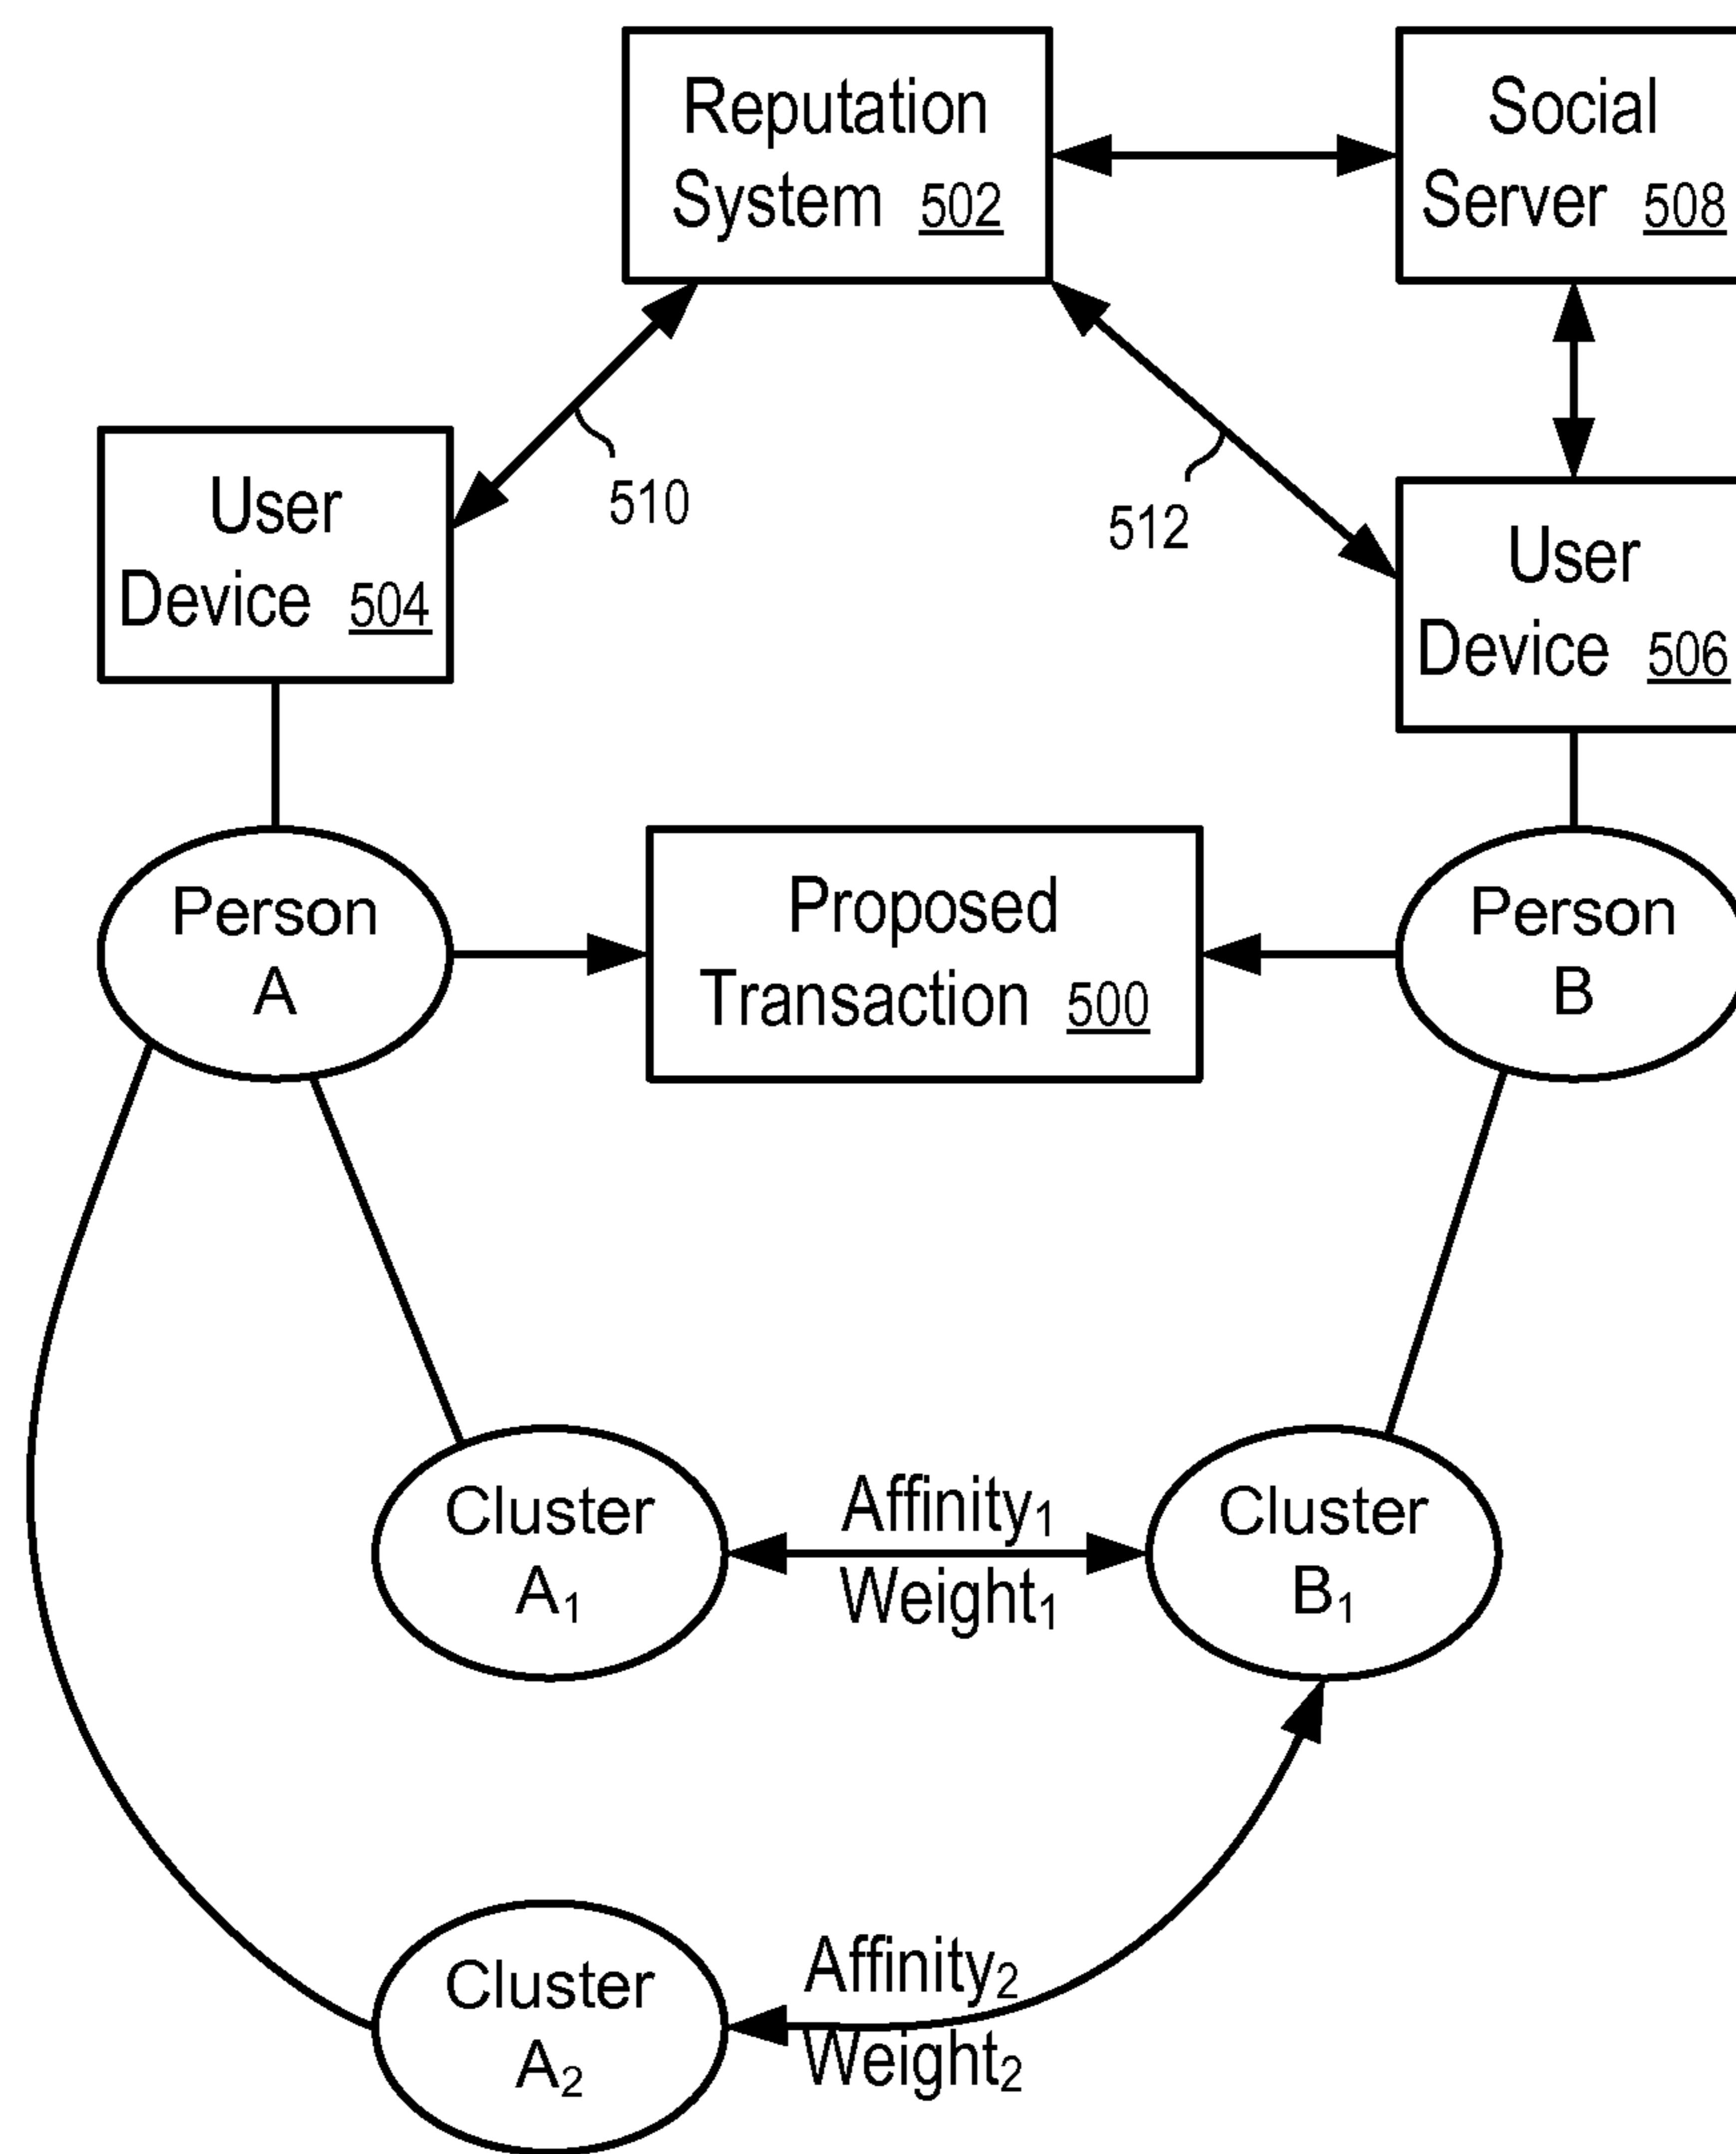 Reputation
System 502
Social
Server 508
510
512
User
Device 504
User
Device 506
Person
A
Proposed
Transaction 500
Person
B
Cluster
A₁
Affinity₁
Weight₁
Cluster
B₁
Cluster
A₂
Affinity₂
Weight₂